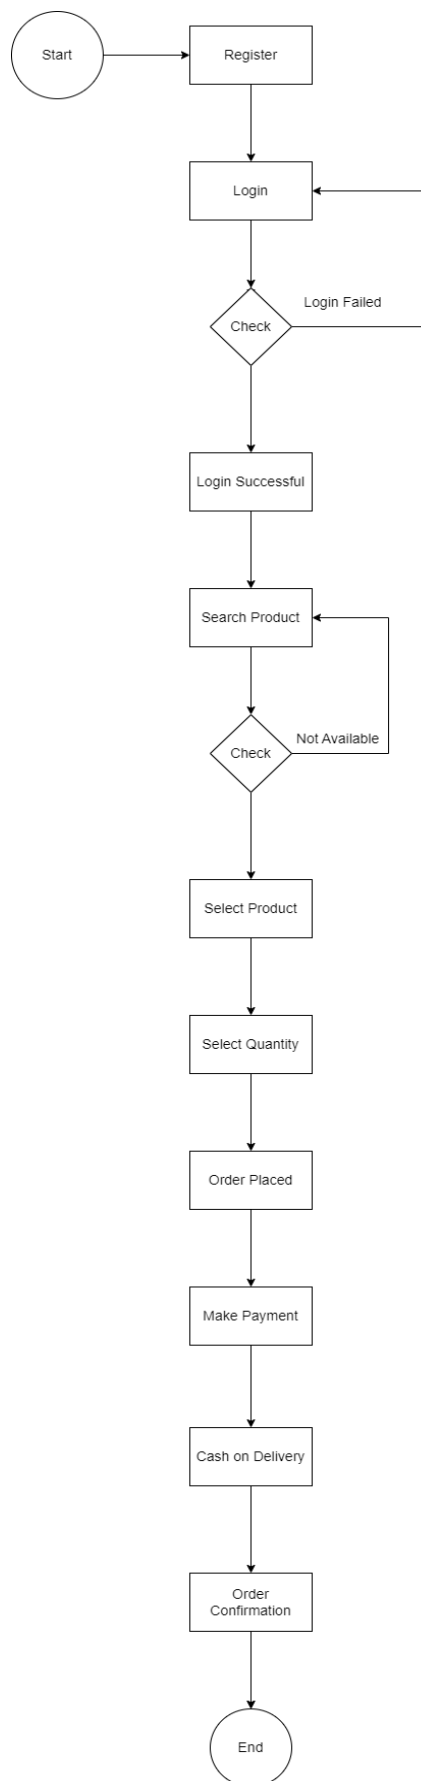 Start
Register
Login
Login Failed
Check
Login Successful
Search Product
Not Available
Check
Select Product
Select Quantity
Order Placed
Make Payment
Cash on Delivery
Order
Confirmation
End